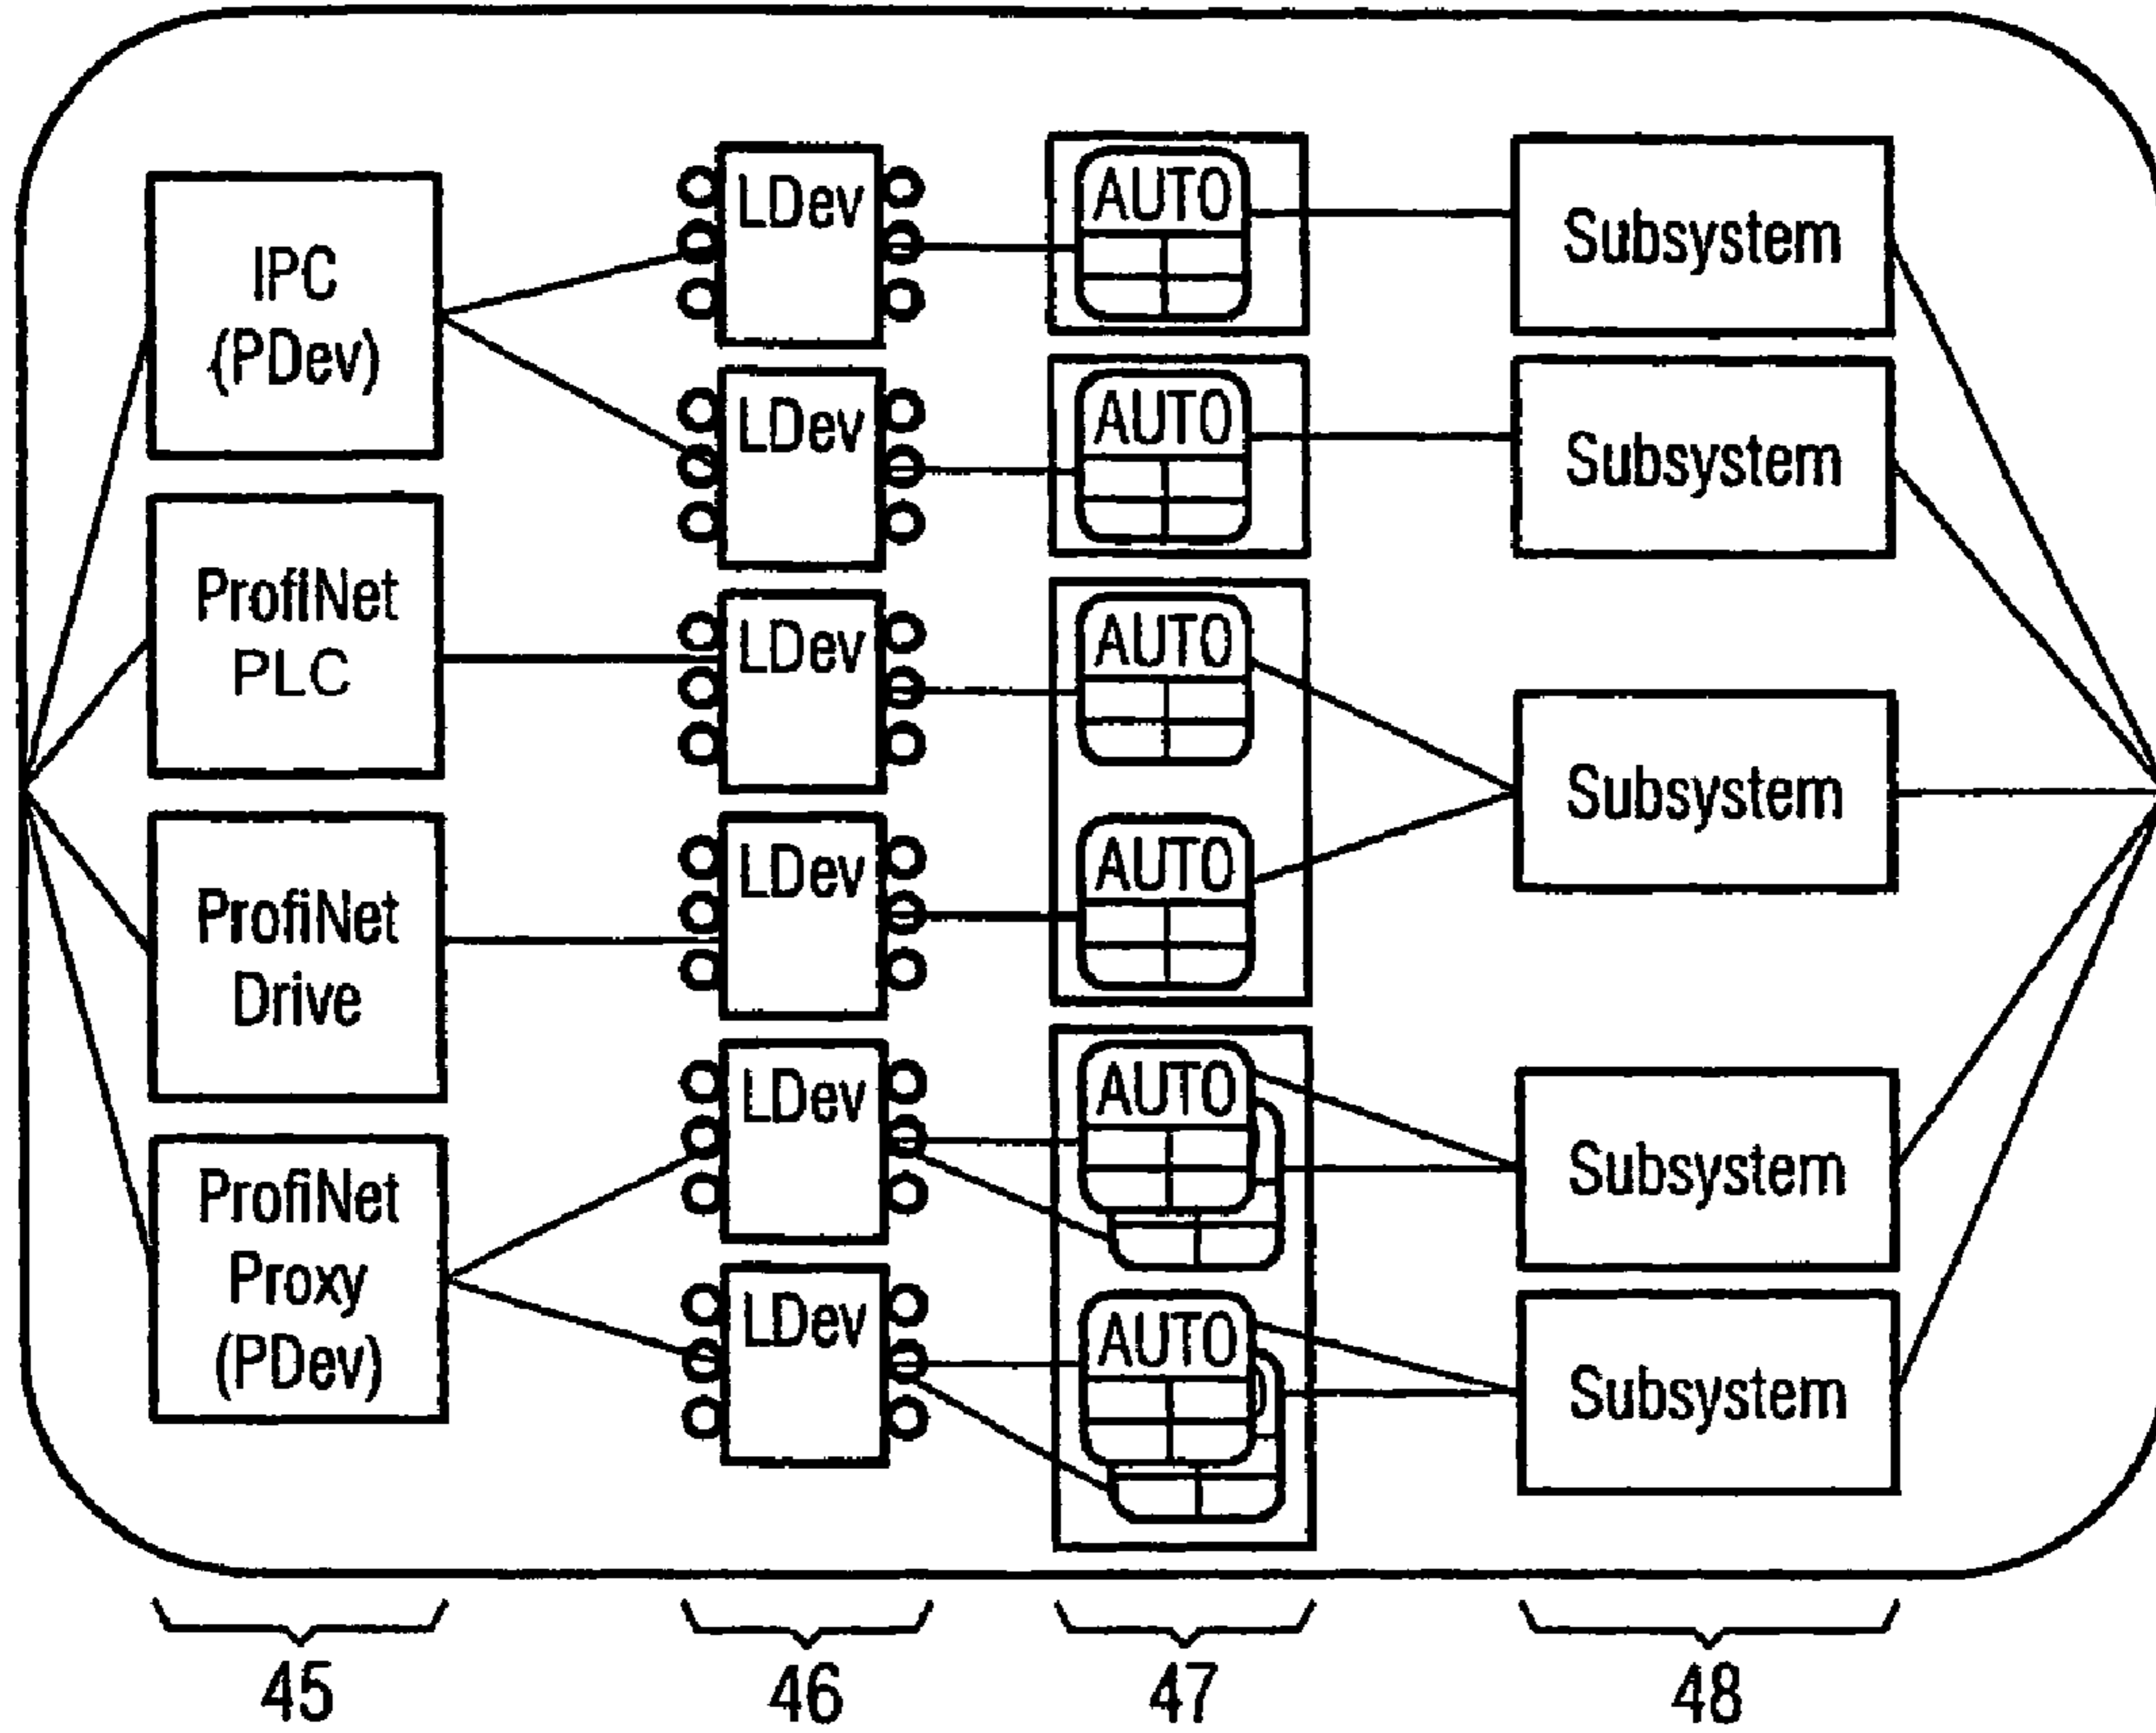 IPC
(PDev)
ProfiNet
PLC
ProfiNet
Drive
ProfiNet
Proxy
(PDev)
LDev
LDev
LDev
LDev
LDev
LDev
AUTO
AUTO
AUTO
AUTO
AUTO
AUTO
Subsystem
Subsystem
Subsystem
Subsystem
Subsystem
45
46
47
48